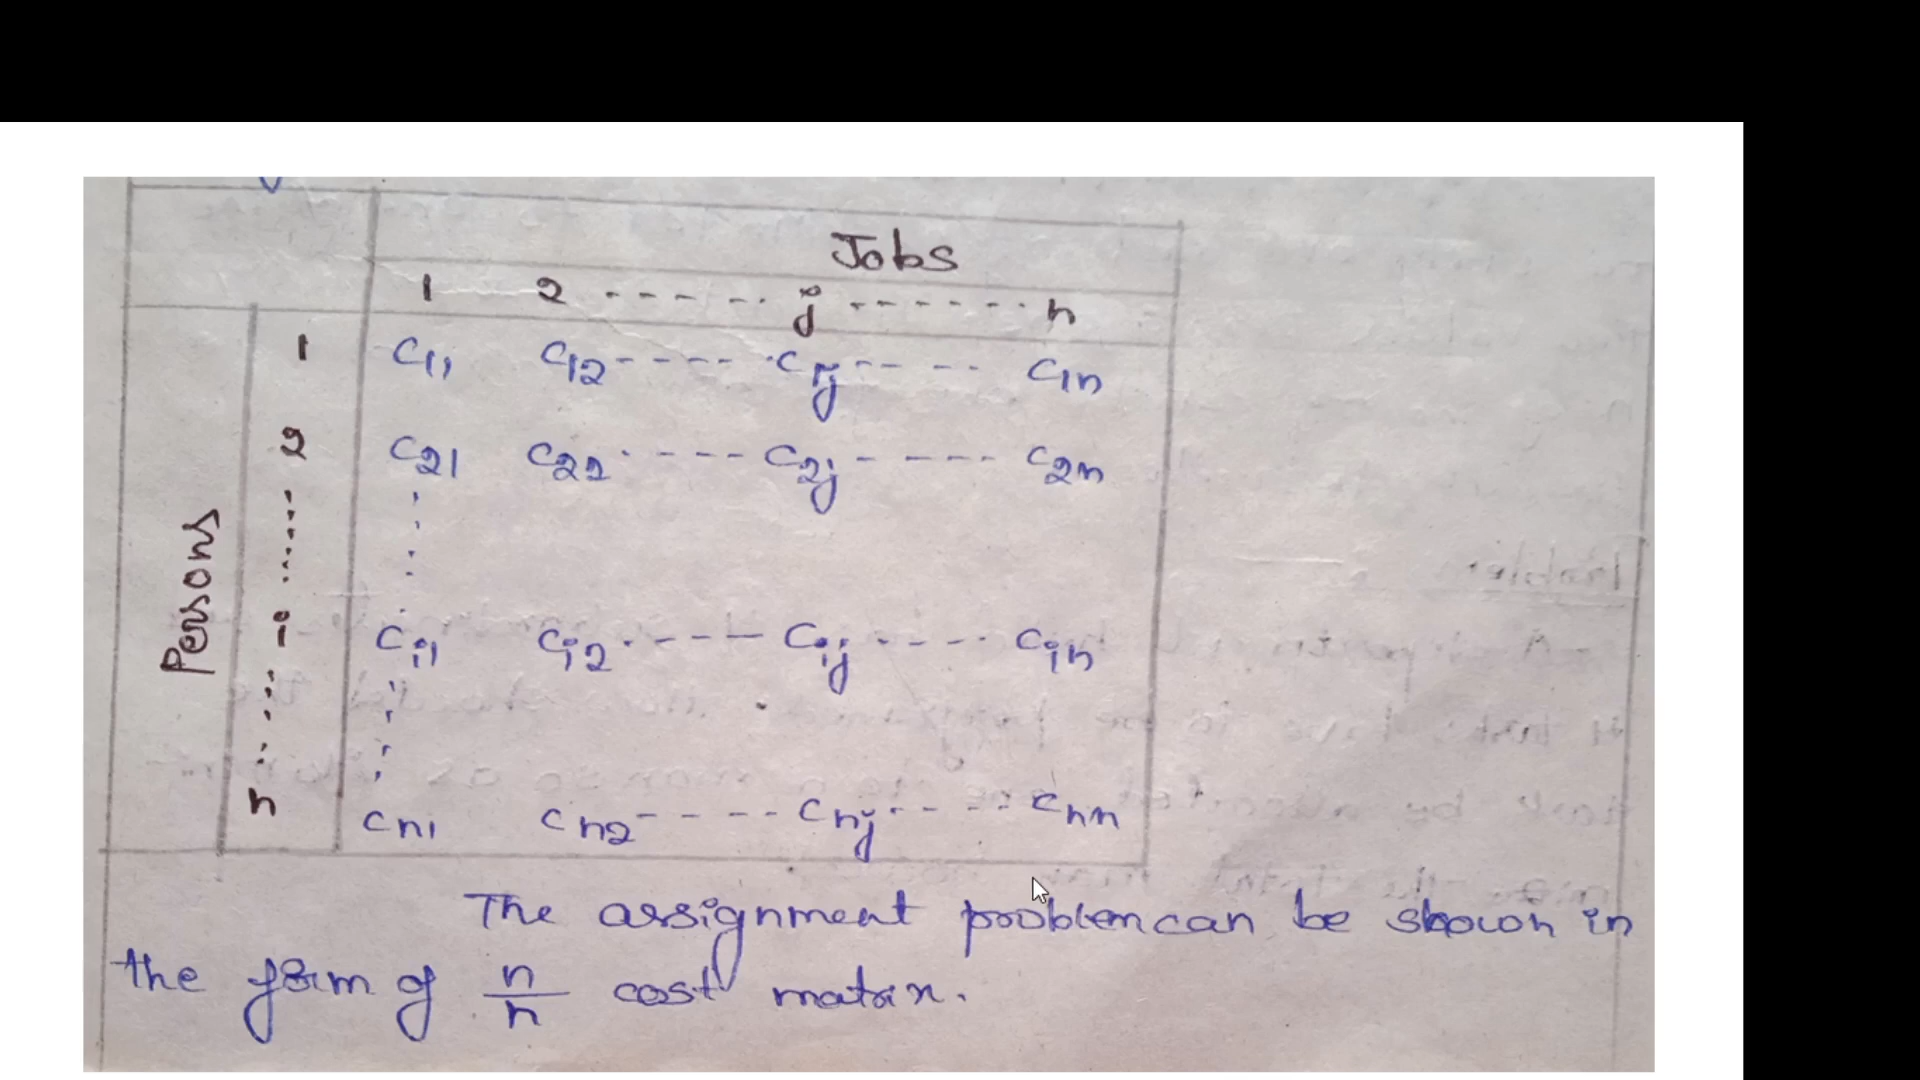 Jobs
1 2 ---- -. j ------. n
Persons
1 C11 C12 ---- C1j -- -- C1n
2 C21 C22 ---- C2j - ---- C2n
i Ci1 Ci2 ---- Cij ---- Cin
n Cn1 Cn2 ---- Cnj -- -- Cnn
The assignment problem can be shown in
the form of n/n cost matrix.